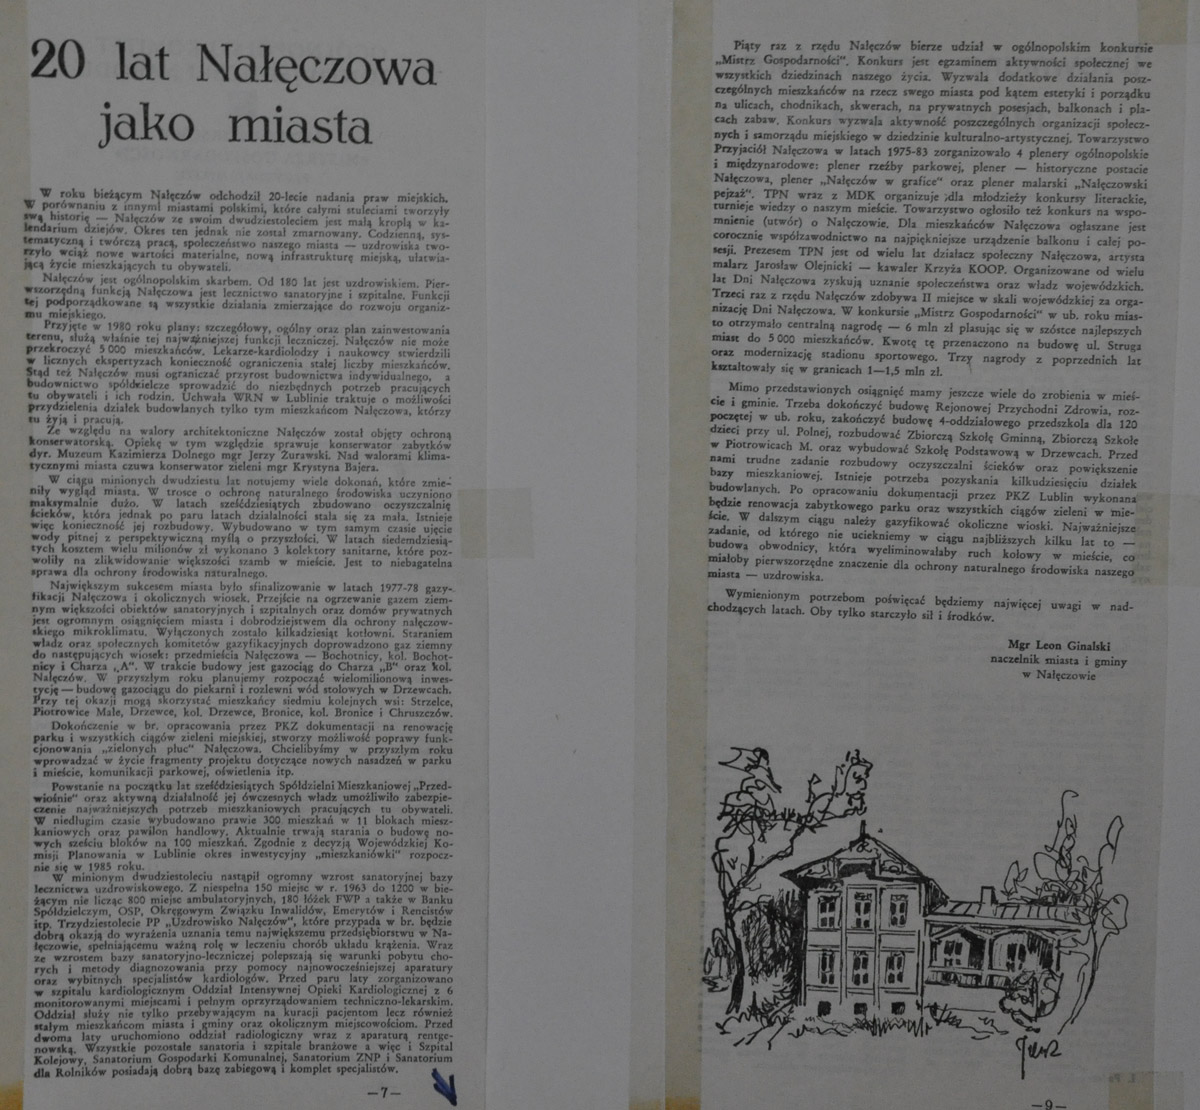 20 lat Nałęczowa
jako miasta
W roku bieżącym Nałęczów odchodził 20-lecie nadania praw miejskich.
W porównaniu z innymi miastami polskimi, które całymi stuleciami tworzyły
swą historię — Nałęczów ze swoim dwudziestoleciem jest małą kroplą w ka-
lendarium dziejów. Okres ten jednak nie został zmarnowany. Codzienną, sys-
tematyczną i twórczą pracą, społeczeństwo naszego miasta — uzdrowiska two-
rzyło wciąż nowe wartości materialne, nową infrastrukturę miejską, ułatwia-
jącą życie mieszkających tu obywateli.
Nałęczów jest ogólnopolskim skarbem. Od 180 lat jest uzdrowiskiem. Pier-
wszorzędną funkcją Nałęczowa jest lecznictwo sanatoryjne i szpitalne. Funkcji
tej podporządkowane są wszystkie działania zmierzające do rozwoju organiz-
mu miejskiego.
Przyjęte w 1980 roku plany: szczegółowy, ogólny oraz plan zainwestowania
terenu, służą właśnie tej najważniejszej funkcji leczniczej. Nałęczów nie może
przekroczyć 5 000 mieszkańców. Lekarze-kardiolodzy i naukowcy stwierdzili
w licznych ekspertyzach konieczność ograniczenia stałej liczby mieszkańców.
Stąd też Nałęczów musi ograniczać przyrost budownictwa indywidualnego, a
budownictwo spółdzielcze sprowadzić do niezbędnych potrzeb pracujących
tu obywateli i ich rodzin. Uchwała WRN w Lublinie traktuje o możliwości
przydzielenia działek budowlanych tylko tym mieszkańcom Nałęczowa, którzy
tu żyją i pracują.
Ze względu na walory architektoniczne Nałęczów został objęty ochroną
konserwatorską. Opiekę w tym względzie sprawuje konserwator zabytków
dyr. Muzeum Kazimierza Dolnego mgr Jerzy Żurawski. Nad walorami klima-
tycznymi miasta czuwa konserwator zieleni mgr Krystyna Bajera.
W ciągu minionych dwudziestu lat notujemy wiele dokonań, które zmie-
niły wygląd miasta. W trosce o ochronę naturalnego środowiska uczyniono
maksymalnie dużo. W latach sześćdziesiątych zbudowano oczyszczalnię
ścieków, która jednak po paru latach działalności stała się za mała. Istnieje
więc konieczność jej rozbudowy. Wybudowano w tym samym czasie ujęcie
wody pitnej z perspektywiczną myślą o przyszłości. W latach siedemdziesią-
tych kosztem wielu milionów zł wykonano 3 kolektory sanitarne, które poz-
woliły na zlikwidowanie większości szamb w mieście. Jest to niebagatelna
sprawa dla ochrony środowiska naturalnego.
Największym sukcesem miasta było sfinalizowanie w latach 1977-78 gazy-
fikacji Nałęczowa i okolicznych wiosek. Przejście na ogrzewanie gazem ziem-
nym większości obiektów sanatoryjnych i szpitalnych oraz domów prywatnych
jest ogromnym osiągnięciem miasta i dobrodziejstwem dla ochrony nałęczow-
skiego mikroklimatu. Wyłączonych zostało kilkadziesiąt kotłowni. Staraniem
władz oraz społecznych komitetów gazyfikacyjnych doprowadzono gaz ziemny
do następujących wiosek: przedmieścia Nałęczowa — Bochotnicy, kol. Bochot-
nicy i Charza „A". W trakcie budowy jest gazociąg do Charza „B" oraz kol.
Nałęczów. W przyszłym roku planujemy rozpocząć wielomilionową inwes-
tycję — budowę gazociągu do piekarni i rozlewni wód stołowych w Drzewcach.
Przy tej okazji mogą skorzystać mieszkańcy siedmiu kolejnych wsi: Strzelce,
Piotrowice Małe, Drzewce, kol. Drzewce, Bronice, kol. Bronice i Chruszczów.
Dokończenie w br. opracowania przez PKZ dokumentacji na renowację
parku i wszystkich ciągów zieleni miejskiej, stworzy możliwość poprawy funk-
cjonowania „zielonych płuc" Nałęczowa. Chcielibyśmy w przyszłym roku
wprowadzać w życie fragmenty projektu dotyczące nowych nasadzeń w parku
i mieście, komunikacji parkowej, oświetlenia itp.
Powstanie na początku lat sześćdziesiątych Spółdzielni Mieszkaniowej „Przed-
wiośnie" oraz aktywną działalność jej ówczesnych władz umożliwiło zabezpie-
czenie najważniejszych potrzeb mieszkaniowych pracujących tu obywateli.
W niedługim czasie wybudowano prawie 300 mieszkań w 11 blokach miesz-
kaniowych oraz pawilon handlowy. Aktualnie trwają starania o budowę no-
wych sześciu bloków na 100 mieszkań. Zgodnie z decyzją Wojewódzkiej Ko-
misji Planowania w Lublinie okres inwestycyjny „mieszkaniówki" rozpocz-
nie się w 1985 roku.
W minionym dwudziestoleciu nastąpił ogromny wzrost sanatoryjnej bazy
lecznictwa uzdrowiskowego. Z niespełna 150 miejsc w r. 1963 do 1200 w bie-
żącym nie licząc 800 miejsc ambulatoryjnych, 180 łóżek FWP a także w Banku
Spółdzielczym, OSP, Okręgowym Związku Inwalidów, Emerytów i Rencistów
itp. Trzydziestolecie PP „Uzdrowisko Nałęczów", które przypada w br. będzie
dobrą okazją do wyrażenia uznania temu największemu przedsiębiorstwu w Na-
łęczowie, spełniającemu ważną rolę w leczeniu chorób układu krążenia. Wraz
ze wzrostem bazy sanatoryjno-leczniczej polepszają się warunki pobytu cho-
rych i metody diagnozowania przy pomocy najnowocześniejszej aparatury
oraz wybitnych specjalistów kardiologów. Przed paru laty zorganizowano
w szpitalu kardiologicznym Oddział Intensywnej Opieki Kardiologicznej z 6
monitorowanymi miejscami i pełnym oprzyrządowaniem techniczno-lekarskim.
Oddział służy nie tylko przebywającym na kuracji pacjentom lecz również
stałym mieszkańcom miasta i gminy oraz okolicznym miejscowościom. Przed
dwoma laty uruchomiono oddział radiologiczny wraz z aparaturą rentge-
nowską. Wszystkie pozostałe sanatoria i szpitale branżowe a więc i Szpital
Kolejowy, Sanatorium Gospodarki Komunalnej, Sanatorium ZNP i Sanatorium
dla Rolników posiadają dobrą bazę zabiegową i komplet specjalistów.
—7—
Piąty raz z rzędu Nałęczów bierze udział w ogólnopolskim konkursie
„Mistrz Gospodarności". Konkurs jest egzaminem aktywności społecznej we
wszystkich dziedzinach naszego życia. Wyzwala dodatkowe działania posz-
czególnych mieszkańców na rzecz swego miasta pod kątem estetyki i porządku
na ulicach, chodnikach, skwerach, na prywatnych posesjach, balkonach i pla-
cach zabaw. Konkurs wyzwala aktywność poszczególnych organizacji społecz-
nych i samorządu miejskiego w dziedzinie kulturalno-artystycznej. Towarzystwo
Przyjaciół Nałęczowa w latach 1975-83 zorganizowało 4 plenery ogólnopolskie
i międzynarodowe: plener rzeźby parkowej, plener — historyczne postacie
Nałęczowa, plener „Nałęczów w grafice" oraz plener malarski „Nałęczowski
pejzaż". TPN wraz z MDK organizuje dla młodzieży konkursy literackie,
turnieje wiedzy o naszym mieście. Towarzystwo ogłosiło też konkurs na wspo-
mnienie (utwór) o Nałęczowie. Dla mieszkańców Nałęczowa ogłaszane jest
corocznie współzawodnictwo na najpiękniejsze urządzenie balkonu i całej po-
sesji. Prezesem TPN jest od wielu lat działacz społeczny Nałęczowa, artysta
malarz Jarosław Olejnicki — kawaler Krzyża KOOP. Organizowane od wielu
lat Dni Nałęczowa zyskują uznanie społeczeństwa oraz władz wojewódzkich.
Trzeci raz z rzędu Nałęczów zdobywa II miejsce w skali wojewódzkiej za orga-
nizację Dni Nałęczowa. W konkursie „Mistrz Gospodarności" w ub. roku mias-
to otrzymało centralną nagrodę — 6 mln zł plasując się w szóstce najlepszych
miast do 5 000 mieszkańców. Kwotę tę przenaczono na budowę ul. Struga
oraz modernizację stadionu sportowego. Trzy nagrody z poprzednich lat
kształtowały się w granicach 1—1,5 mln zł.
Mimo przedstawionych osiągnięć mamy jeszcze wiele do zrobienia w mieś-
cie i gminie. Trzeba dokończyć budowę Rejonowej Przychodni Zdrowia, roz-
poczętej w ub. roku, zakończyć budowę 4-oddziałowego przedszkola dla 120
dzieci przy ul. Polnej, rozbudować Zbiorczą Szkołę Gminną, Zbiorczą Szkołę
w Piotrowicach M. oraz wybudować Szkołę Podstawową w Drzewcach. Przed
nami trudne zadanie rozbudowy oczyszczalni ścieków oraz powiększenie
bazy mieszkaniowej. Istnieje potrzeba pozyskania kilkudziesięciu działek
budowlanych. Po opracowaniu dokumentacji przez PKZ Lublin wykonana
będzie renowacja zabytkowego parku oraz wszystkich ciągów zieleni w mie-
ście. W dalszym ciągu należy gazyfikować okoliczne wioski. Najważniejsze
zadanie, od którego nie uciekniemy w ciągu najbliższych kilku lat to —
budowa obwodnicy, która wyeliminowałaby ruch kołowy w mieście, co
miałoby pierwszorzędne znaczenie dla ochrony naturalnego środowiska naszego
miasta — uzdrowiska.
Wymienionym potrzebom poświęcać będziemy najwięcej uwagi w nad-
chodzących latach. Oby tylko starczyło sił i środków.
Mgr Leon Ginalski
naczelnik miasta i gminy
w Nałęczowie
—9—